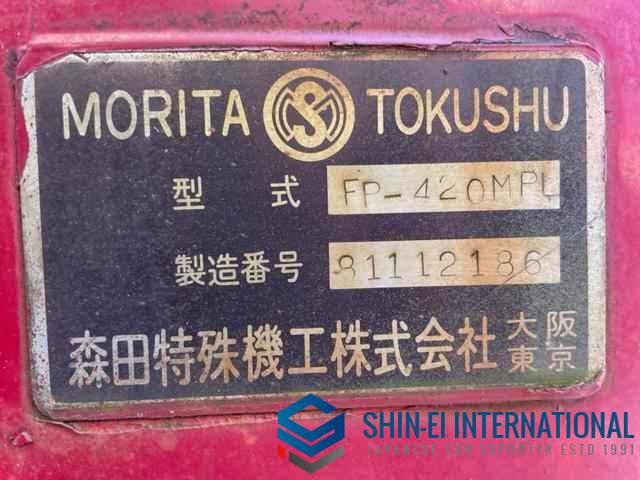 MORITA MS TOKUSHU
型式 FP-420MPL
製造番号 81112186
森田特殊機工株式会社 大阪 東京
SHIN-EI INTERNATIONAL
JAPANESE CAR EXPORTER ESTD 1991